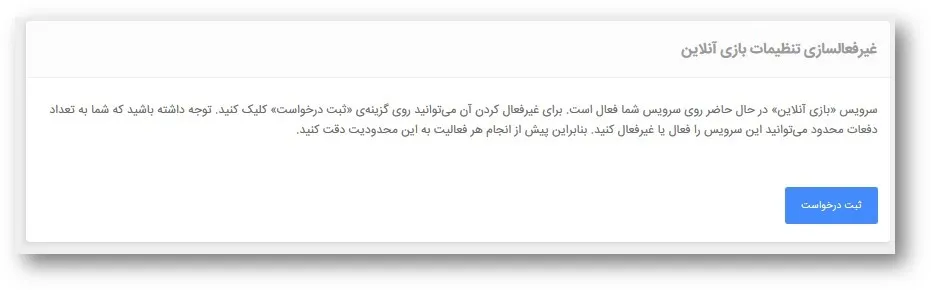 غیرفعالسازی تنظیمات بازی آنلاین
سرویس «بازی آنلاین» در حال حاضر روی سرویس شما فعال است. برای غیرفعال کردن آن می‌توانید روی گزینه‌ی «ثبت درخواست» کلیک کنید. توجه داشته باشید که شما به تعداد
دفعات محدود می‌توانید این سرویس را فعال یا غیرفعال کنید. بنابراین پیش از انجام هر فعالیت به این محدودیت دقت کنید.
ثبت درخواست